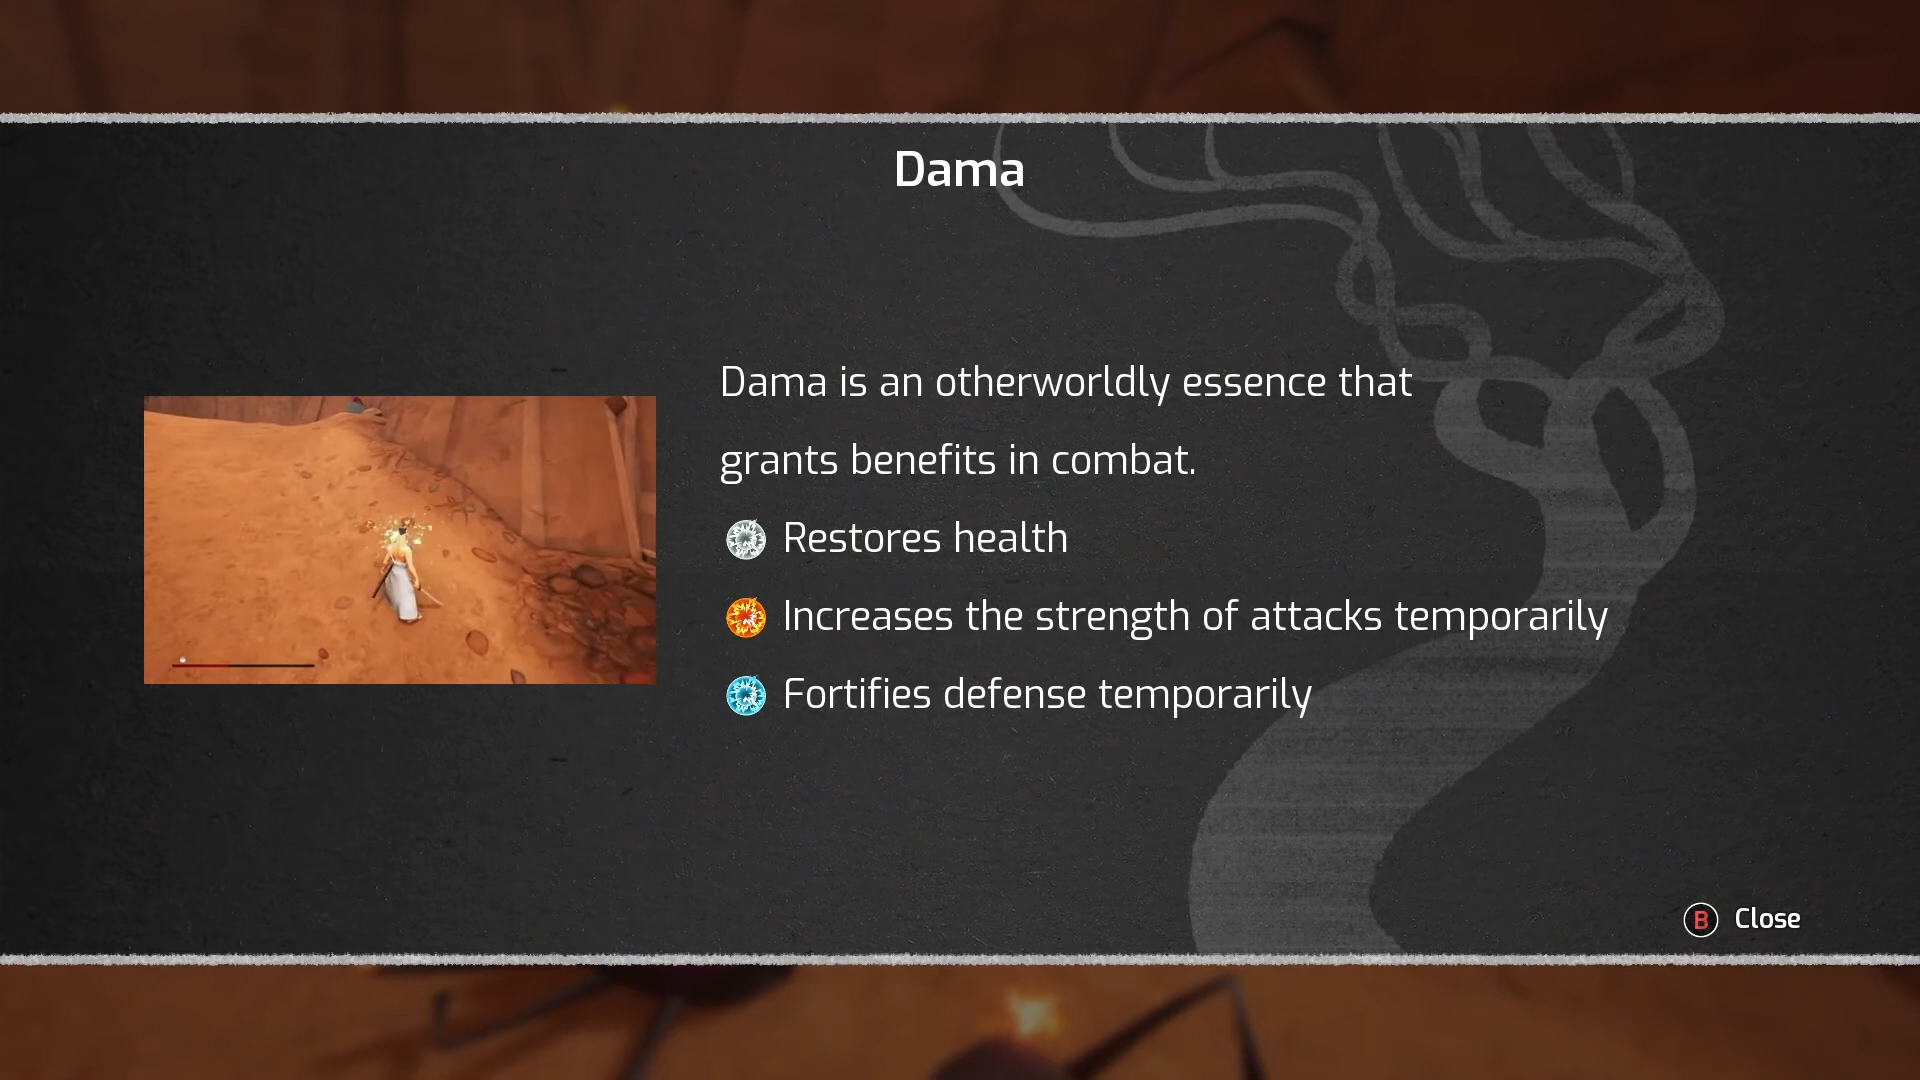 Dama
Dama is an otherworldly essence that
grants benefits in combat.
Restores health
Increases the strength of attacks temporarily
Fortifies defense temporarily
B Close